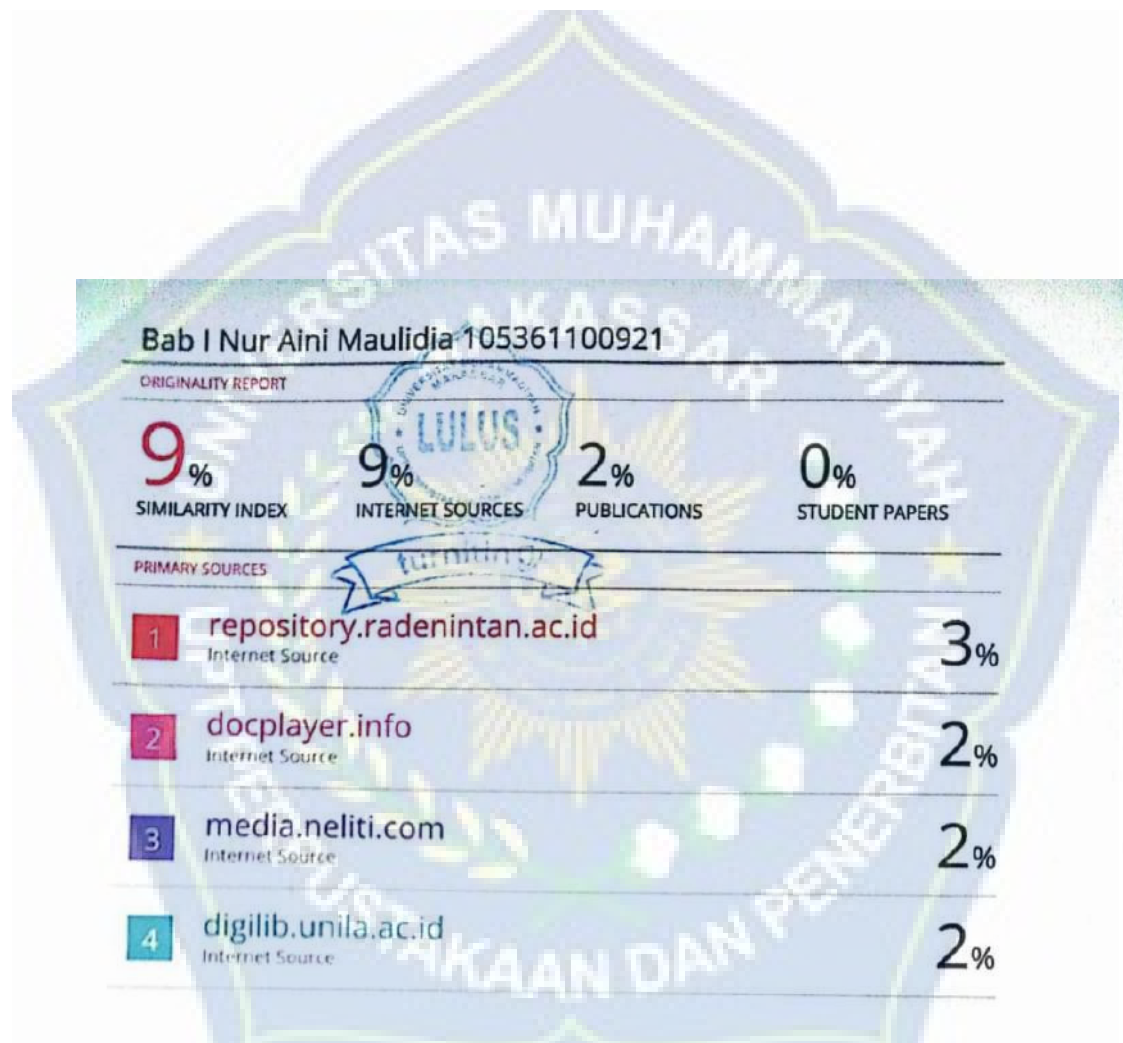 UNIVERSITAS MUHAMMADIYAH
MAKASSAR
Bab I Nur Aini Maulidia 105361100921
ORIGINALITY REPORT
9%
SIMILARITY INDEX
9%
INTERNET SOURCES
2%
PUBLICATIONS
0%
STUDENT PAPERS
LULUS
turnitin
PRIMARY SOURCES
1 repository.radenintan.ac.id 3%
Internet Source
2 docplayer.info 2%
Internet Source
3 media.neliti.com 2%
Internet Source
4 digilib.unila.ac.id 2%
Internet Source
UPT PERPUSTAKAAN DAN PENERBITAN